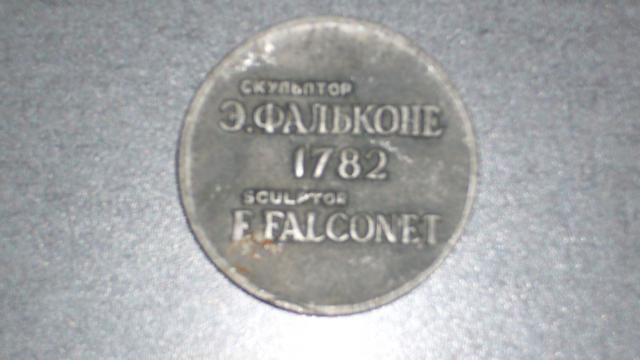 СКУЛЬПТОР
Э.ФАЛЬКОНЕ
1782
SCULPTOR
E.FALCONET